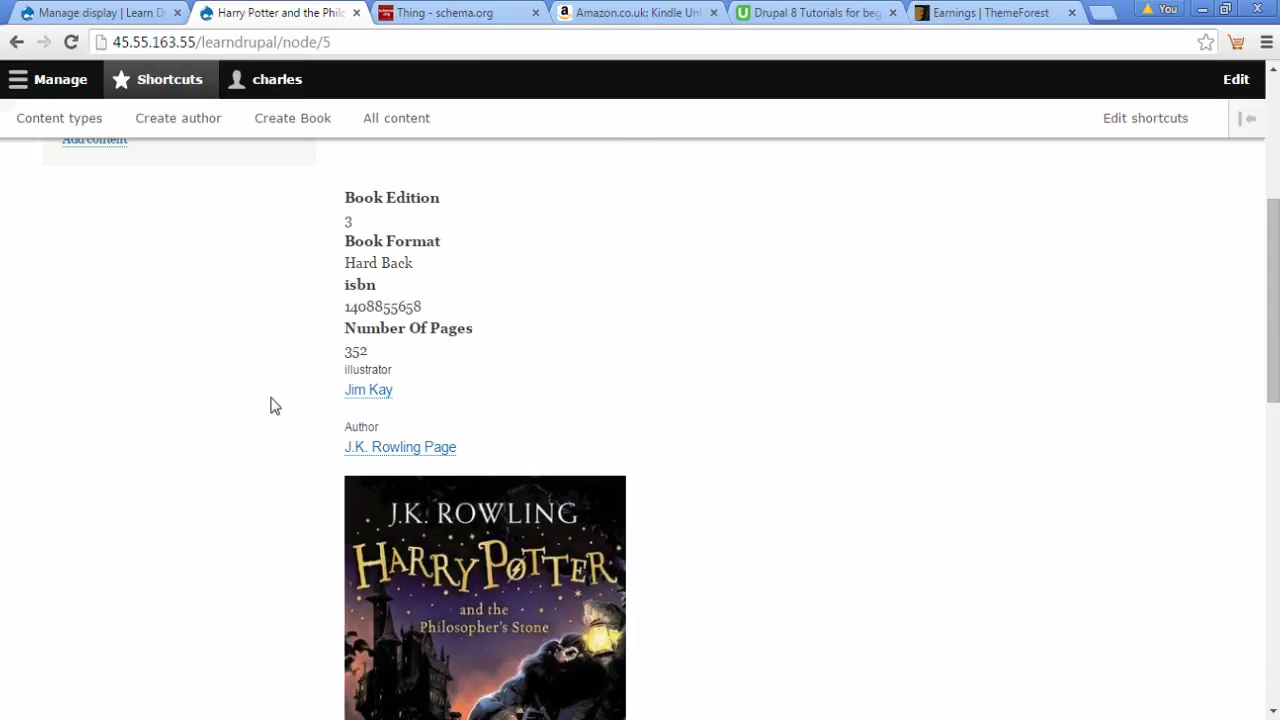 Manage display | Learn D
Harry Potter and the Philo
Thing - schema.org
Amazon.co.uk: Kindle Unl
Drupal 8 Tutorials for beg
Earnings | ThemeForest
You
45.55.163.55/learndrupal/node/5
Manage
Shortcuts
charles
Edit
Content types
Create author
Create Book
All content
Edit shortcuts
Add content
Book Edition
3
Book Format
Hard Back
isbn
1408855658
Number Of Pages
352
illustrator
Jim Kay
Author
J.K. Rowling Page
J.K. ROWLING
HARRY POTTER
and the
Philosopher's Stone